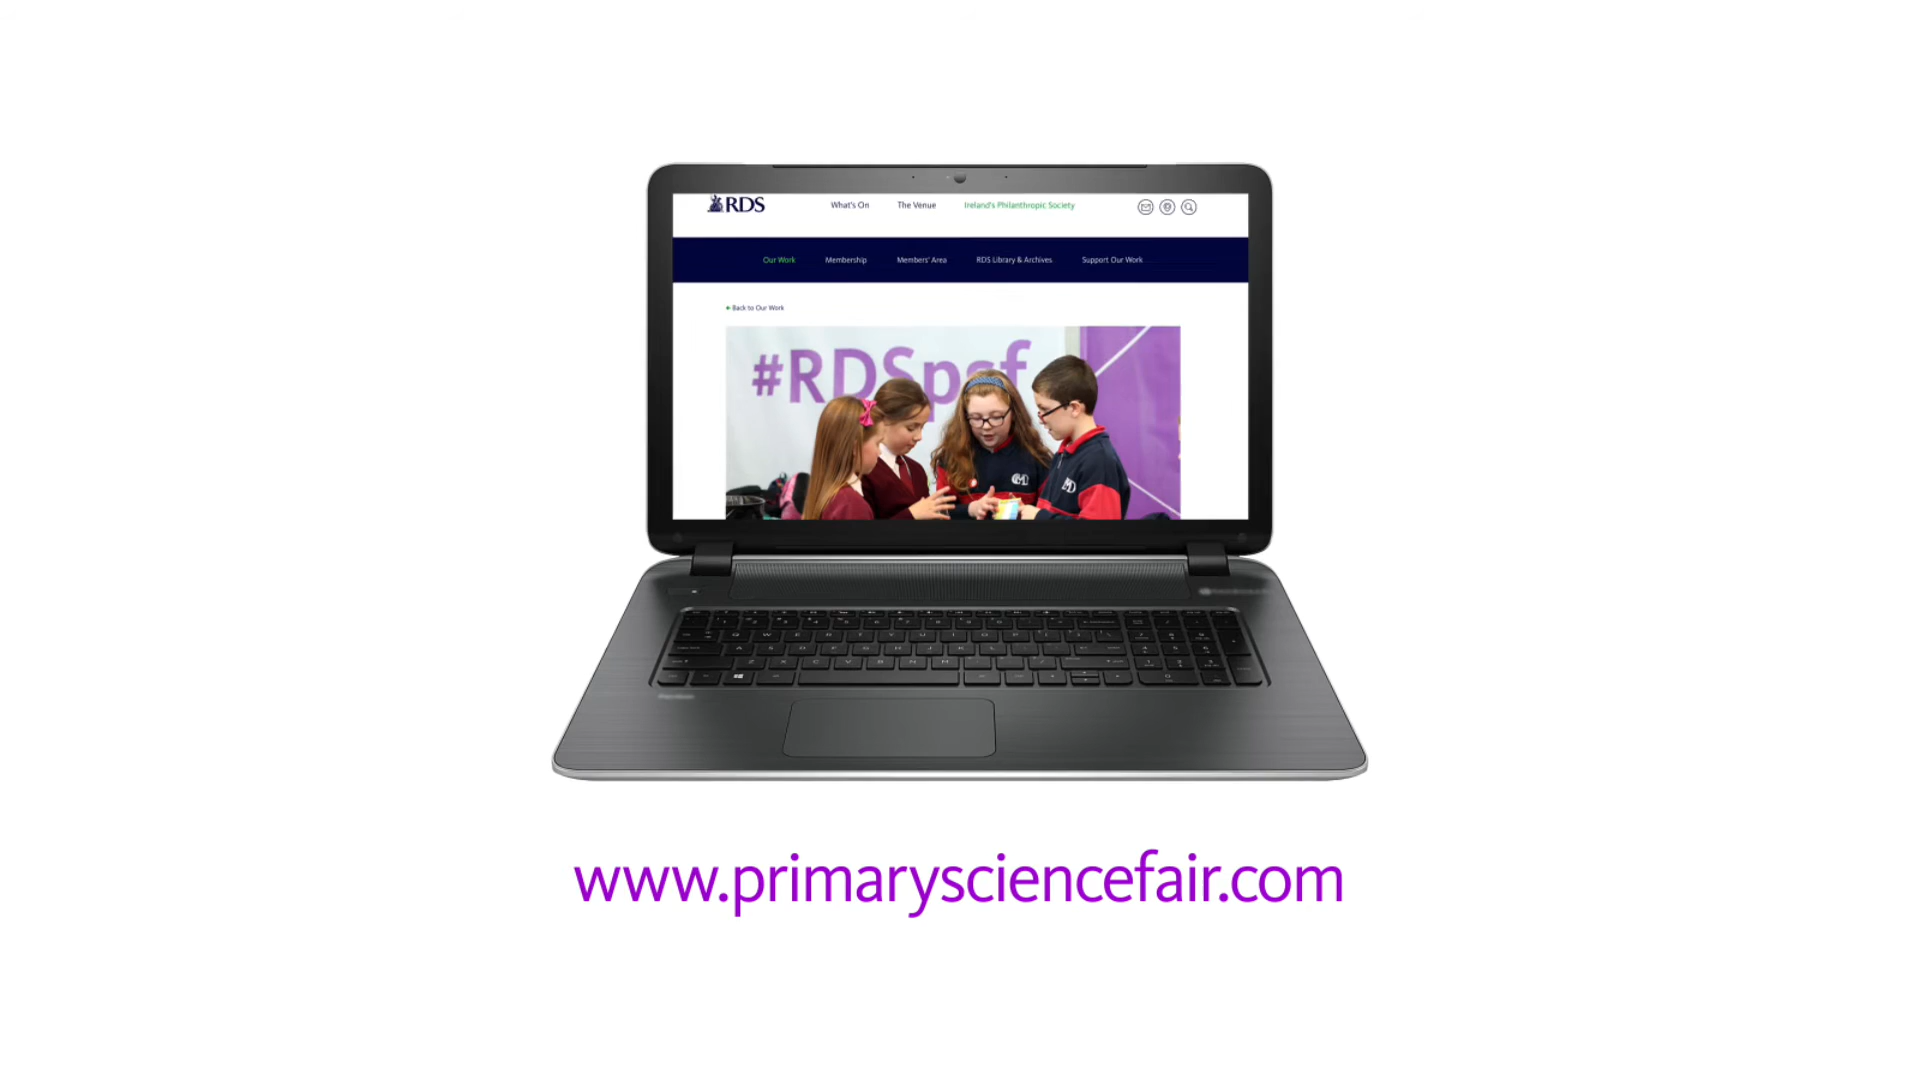 RDS
What's On
The Venue
Ireland's Philanthropic Society
Our Work
Membership
Members' Area
RDS Library & Archives
Support Our Work
Back to Our Work
#RDSpsf
www.primarysciencefair.com